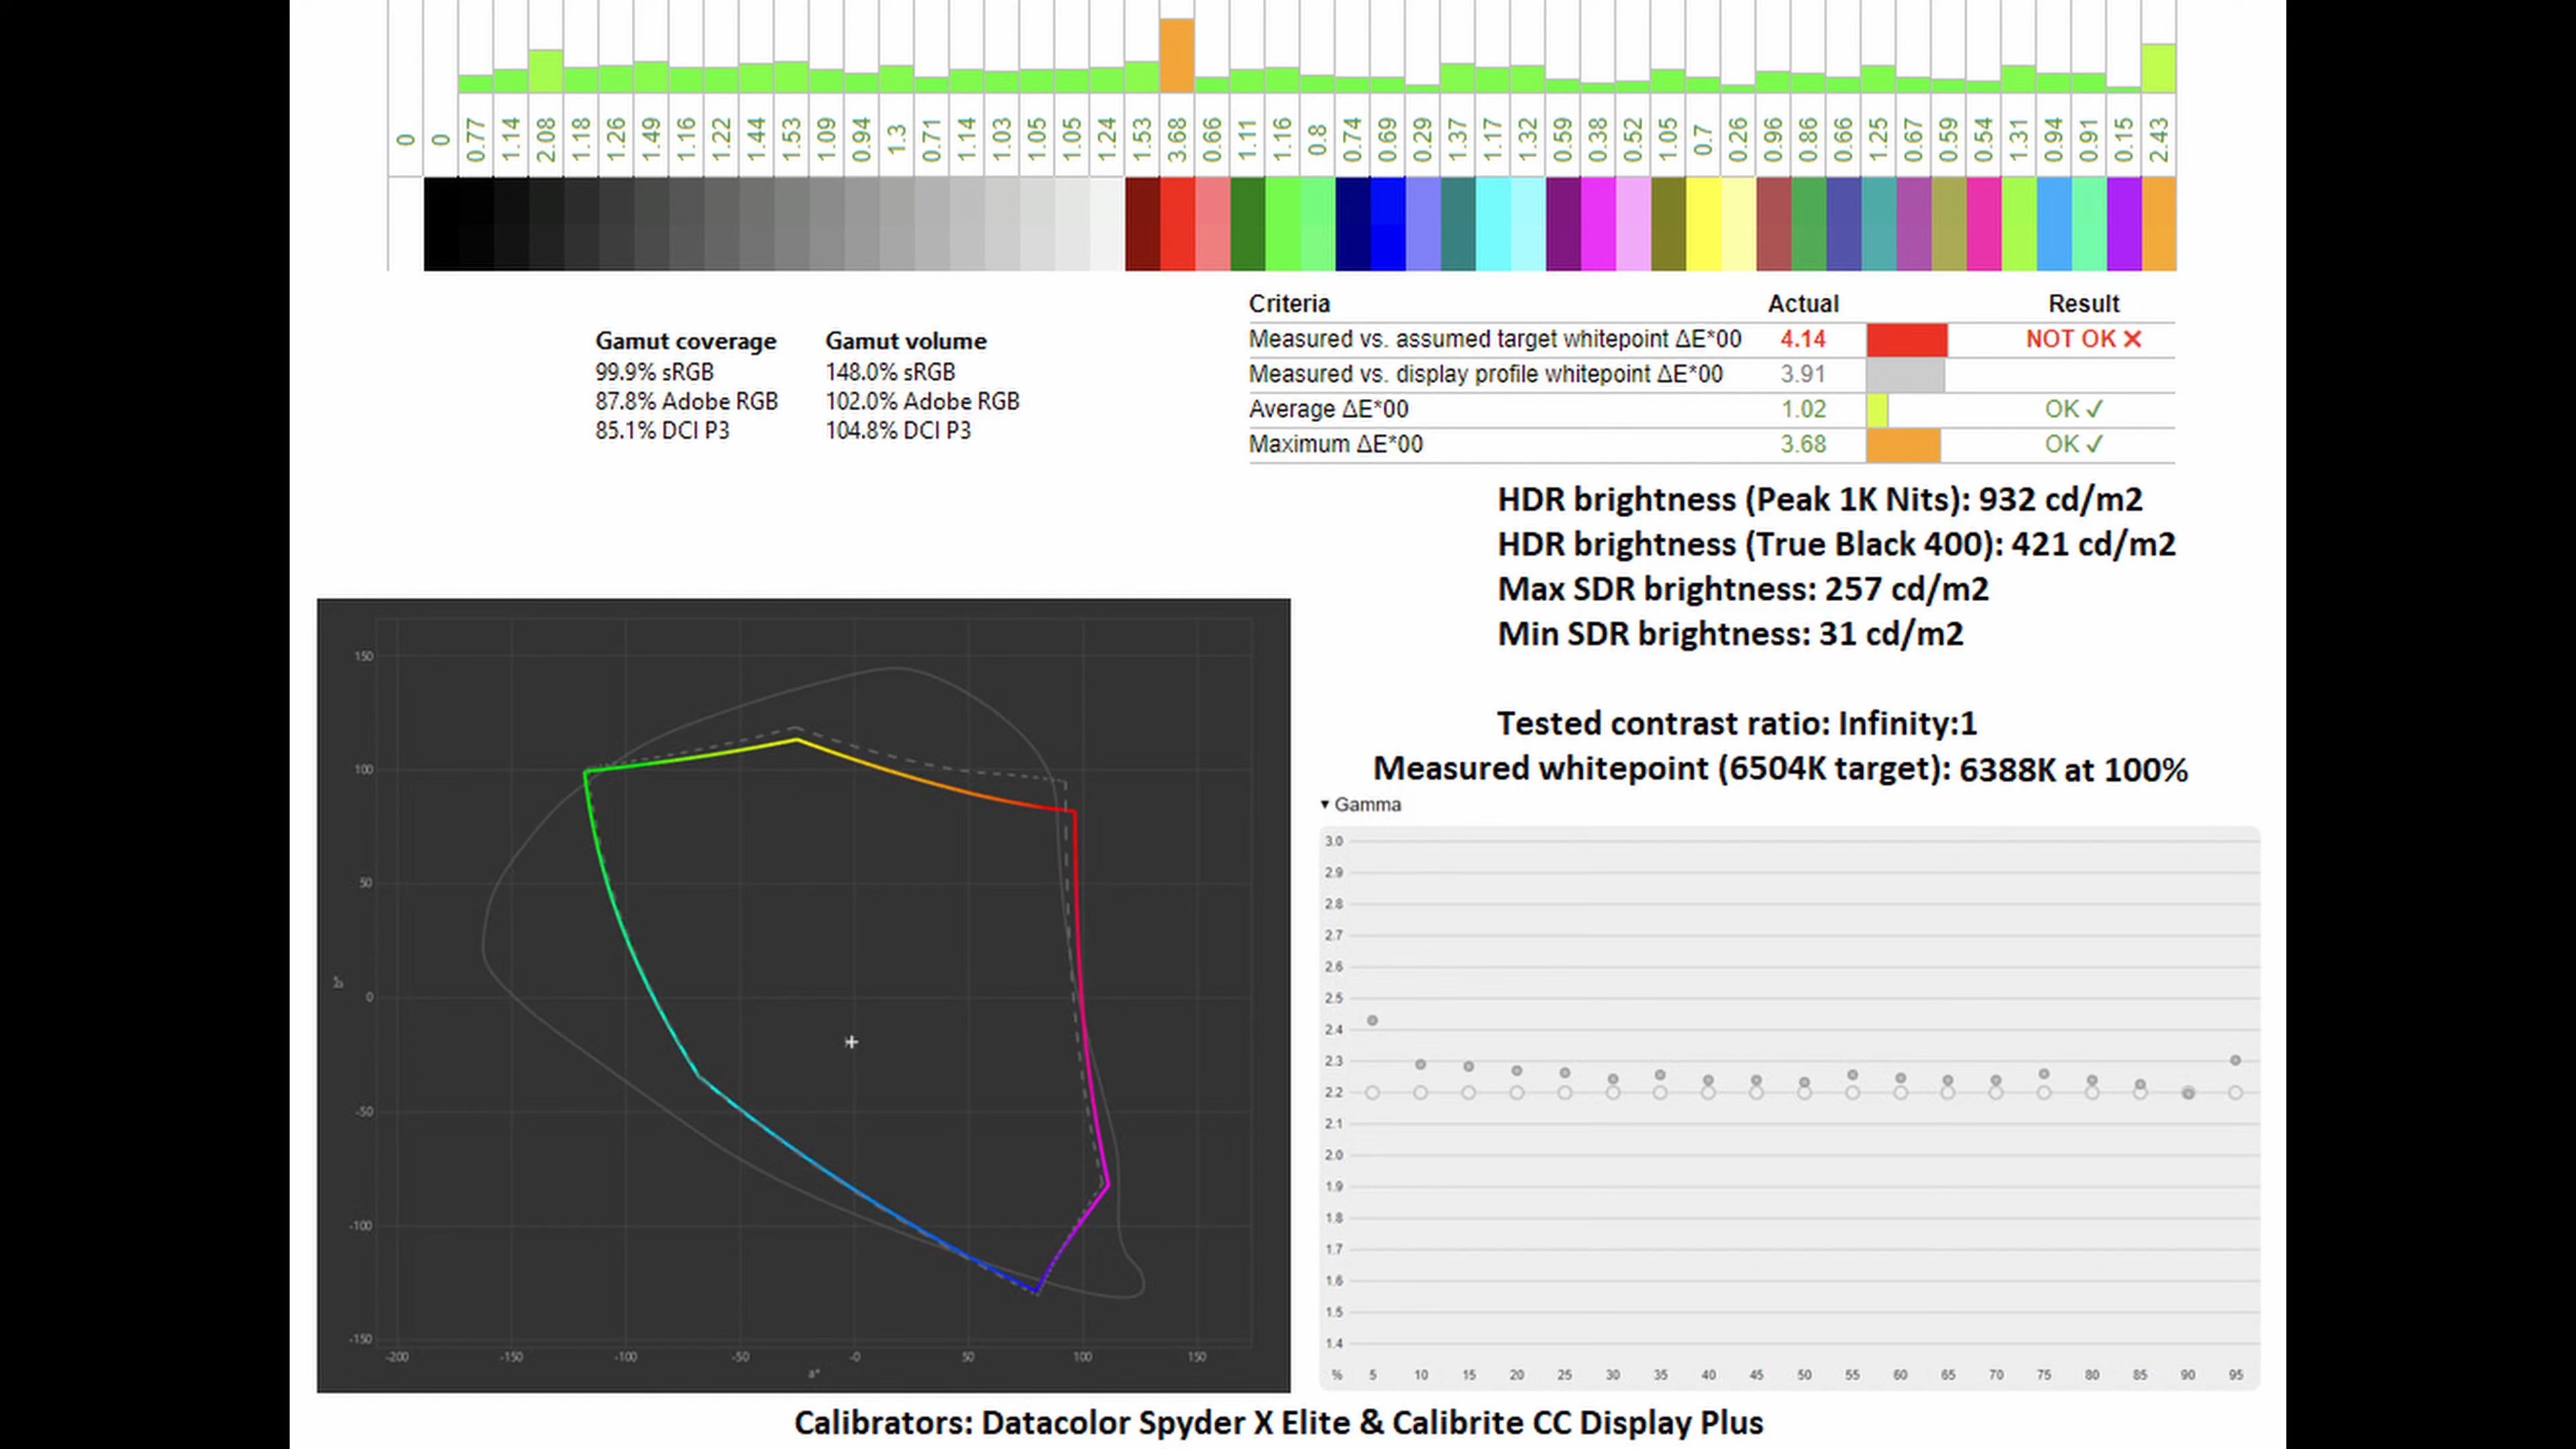 0 0 0.77 1.14 2.08 1.18 1.26 1.49 1.16 1.22 1.44 1.53 1.09 0.94 1.3 0.71 1.14 1.03 1.05 1.05 1.24 1.53 3.68 0.66 1.11 1.16 0.8 0.74 0.69 0.29 1.37 1.17 1.32 0.59 0.38 0.52 1.05 0.7 0.26 0.96 0.86 0.66 1.25 0.67 0.59 0.54 1.31 0.94 0.91 0.15 2.43
Gamut coverage
99.9% sRGB
87.8% Adobe RGB
85.1% DCI P3
Gamut volume
148.0% sRGB
102.0% Adobe RGB
104.8% DCI P3
Criteria Actual Result
Measured vs. assumed target whitepoint ΔE*00 4.14 NOT OK ✕
Measured vs. display profile whitepoint ΔE*00 3.91
Average ΔE*00 1.02 OK ✓
Maximum ΔE*00 3.68 OK ✓
HDR brightness (Peak 1K Nits): 932 cd/m2
HDR brightness (True Black 400): 421 cd/m2
Max SDR brightness: 257 cd/m2
Min SDR brightness: 31 cd/m2
Tested contrast ratio: Infinity:1
Measured whitepoint (6504K target): 6388K at 100%
150
100
50
0
-50
-100
-150
b*
-200 -150 -100 -50 -0 50 100 150
a*
▾ Gamma
3.0
2.9
2.8
2.7
2.6
2.5
2.4
2.3
2.2
2.1
2.0
1.9
1.8
1.7
1.6
1.5
1.4
% 5 10 15 20 25 30 35 40 45 50 55 60 65 70 75 80 85 90 95
Calibrators: Datacolor Spyder X Elite & Calibrite CC Display Plus